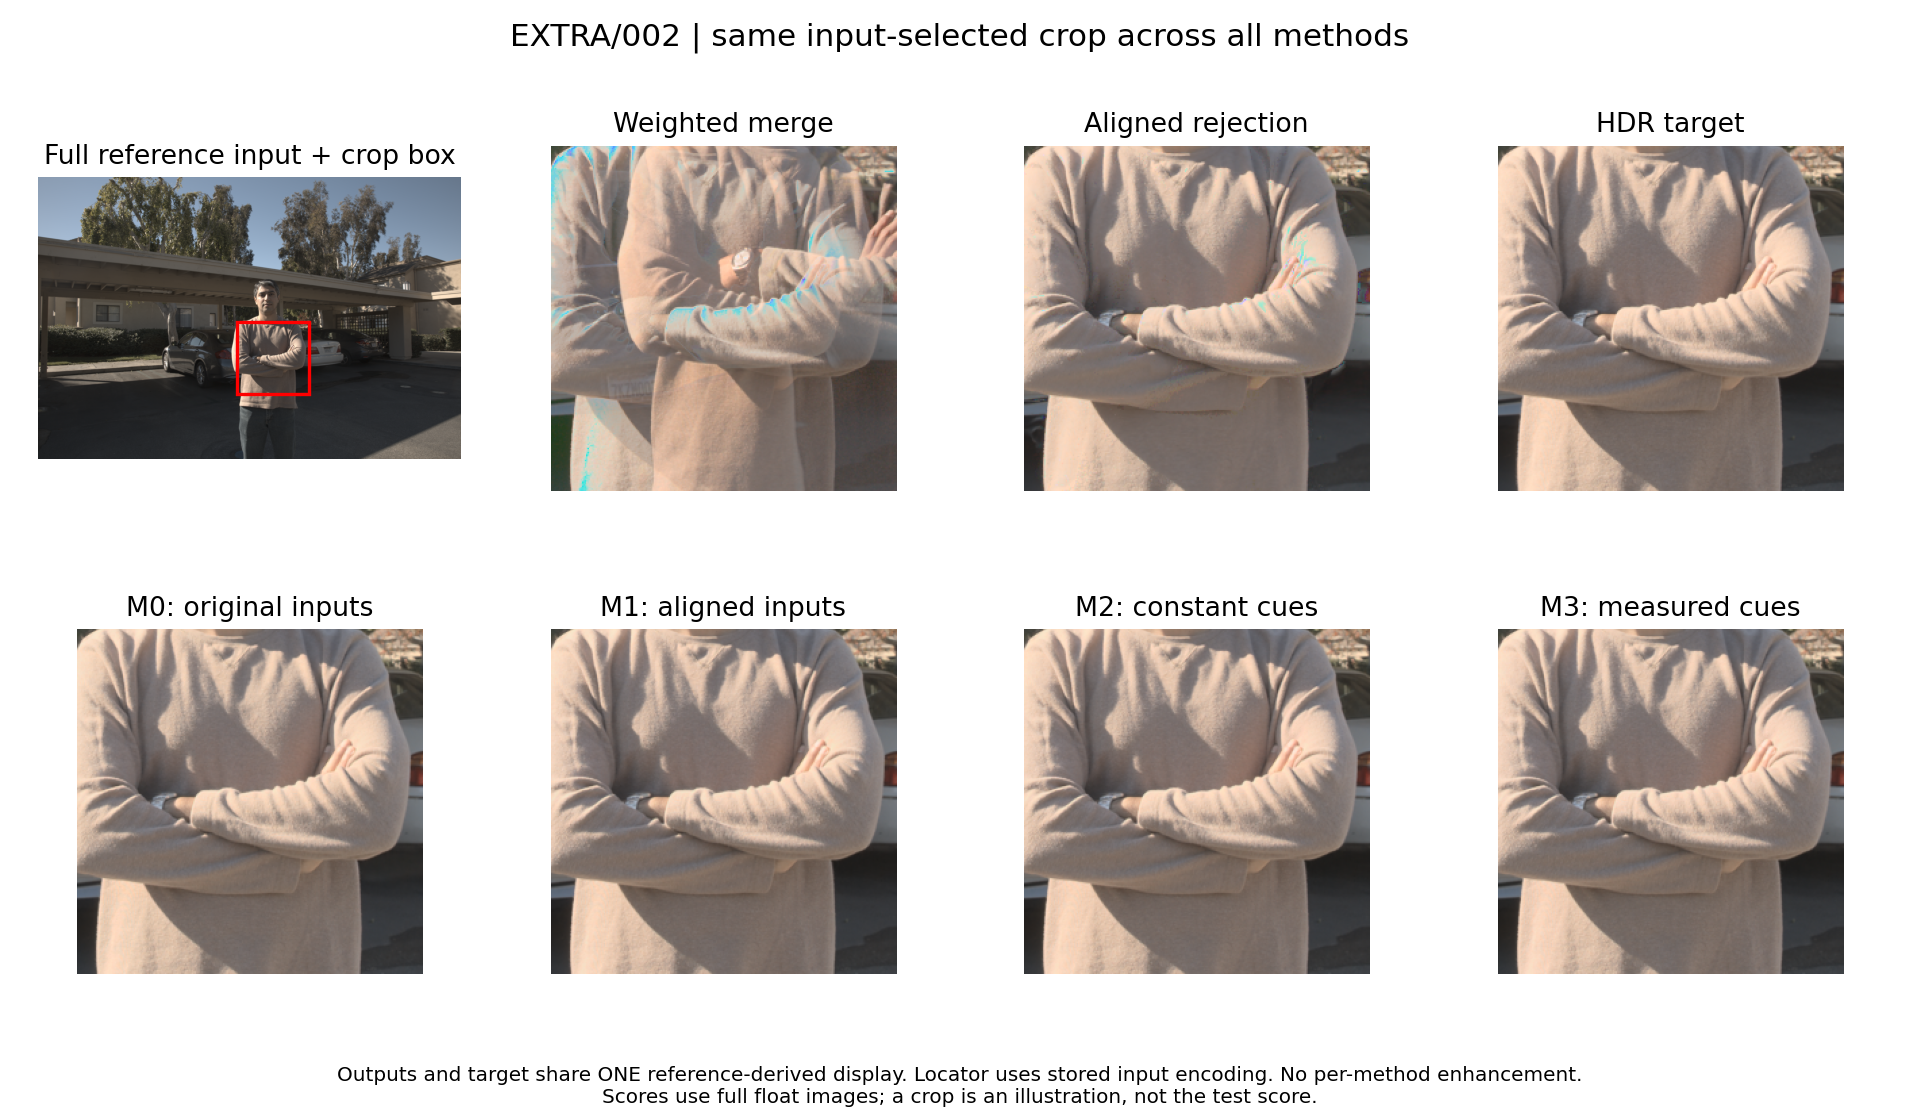 EXTRA/002 | same input-selected crop across all methods
Full reference input + crop box
Weighted merge
Aligned rejection
HDR target
M0: original inputs
M1: aligned inputs
M2: constant cues
M3: measured cues
Outputs and target share ONE reference-derived display. Locator uses stored input encoding. No per-method enhancement.
Scores use full float images; a crop is an illustration, not the test score.